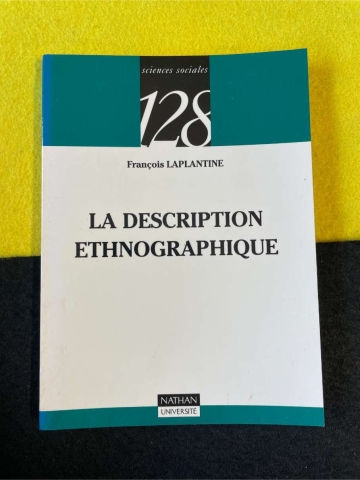 sciences sociales
128
François LAPLANTINE
LA DESCRIPTION
ETHNOGRAPHIQUE
NATHAN
UNIVERSITÉ